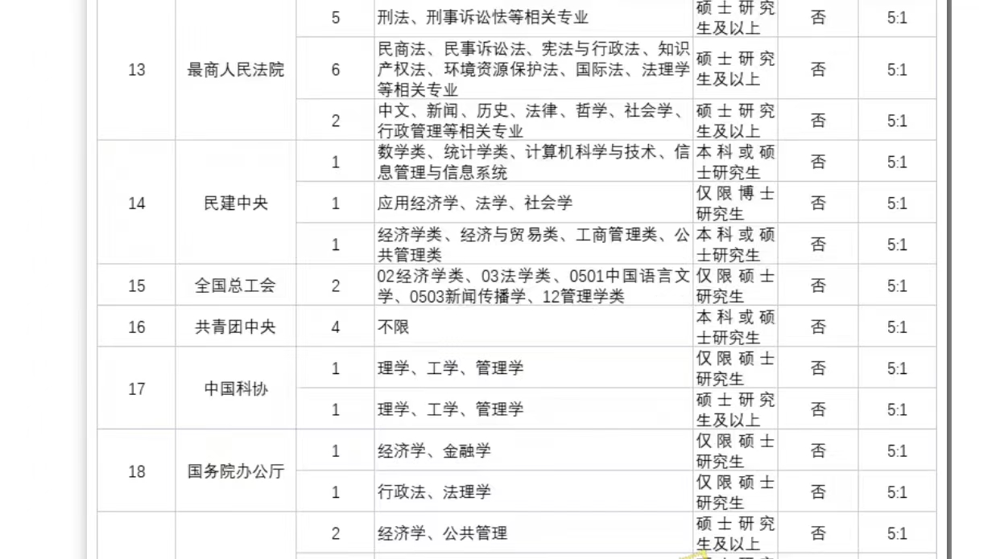 5 刑法、刑事诉讼怯等相关专业 硕士研究生及以上 否 5:1
13 最商人民法院 6 民商法、民事诉讼法、宪法与行政法、知识
产权法、环境资源保护法、国际法、法理学
等相关专业 硕士研究
生及以上 否 5:1
2 中文、新闻、历史、法律、哲学、社会学、
行政管理等相关专业 硕士研究
生及以上 否 5:1
14 民建中央 1 数学类、统计学类、计算机科学与技术、信
息管理与信息系统 本科或硕
士研究生 否 5:1
1 应用经济学、法学、社会学 仅限博士
研究生 否 5:1
1 经济学类、经济与贸易类、工商管理类、公
共管理类 本科或硕
士研究生 否 5:1
15 全国总工会 2 02经济学类、03法学类、0501中国语言文
学、0503新闻传播学、12管理学类 仅限硕士
研究生 否 5:1
16 共青团中央 4 不限 本科或硕
士研究生 否 5:1
17 中国科协 1 理学、工学、管理学 仅限硕士
研究生 否 5:1
1 理学、工学、管理学 硕士研究
生及以上 否 5:1
18 国务院办公厅 1 经济学、金融学 仅限硕士
研究生 否 5:1
1 行政法、法理学 仅限硕士
研究生 否 5:1
2 经济学、公共管理 硕士研究
生及以上 否 5:1